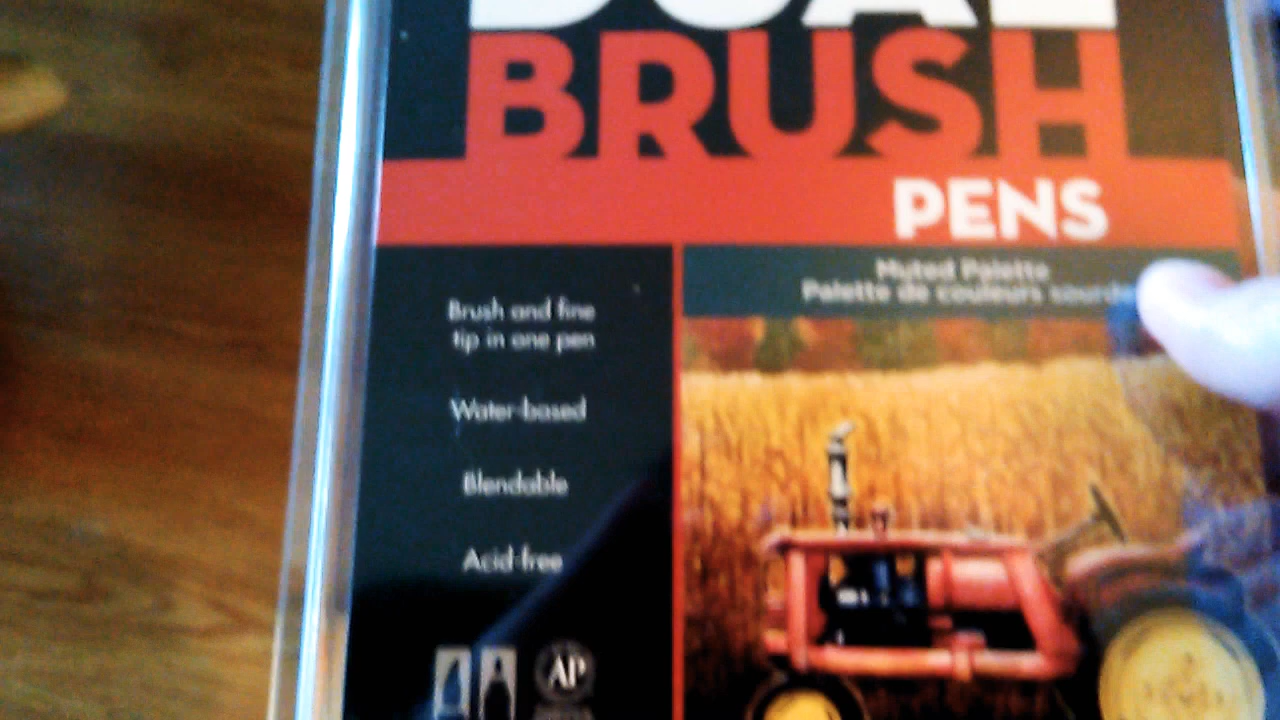 DUAL
BRUSH
PENS
Muted Palette
Palette de couleurs sourdes
Brush and fine
tip in one pen
Water-based
Blendable
Acid-free
AP